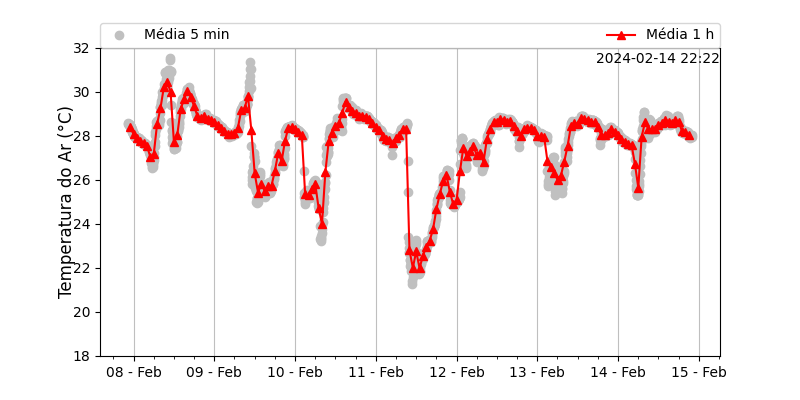 Média 5 min
Média 1 h
2024-02-14 22:22
Temperatura do Ar (°C)
32
30
28
26
24
22
20
18
08 - Feb
09 - Feb
10 - Feb
11 - Feb
12 - Feb
13 - Feb
14 - Feb
15 - Feb